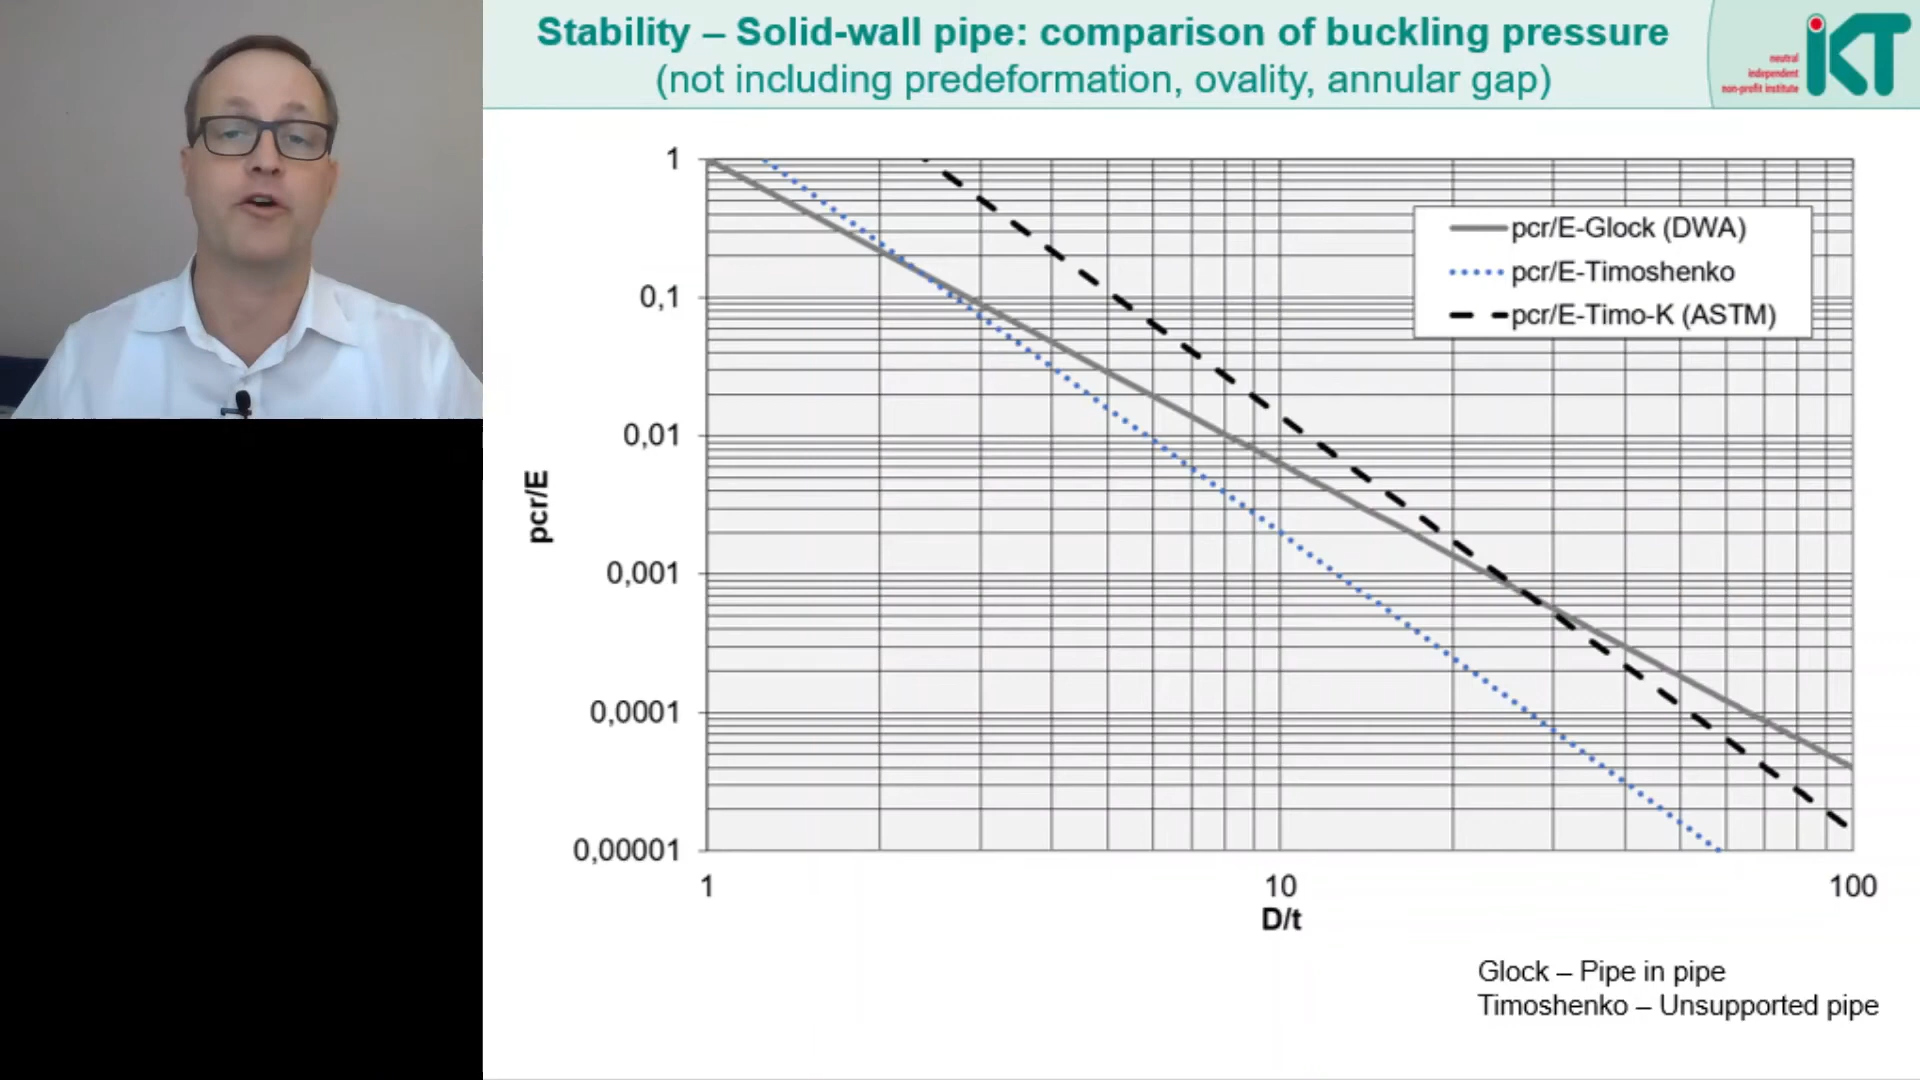 Stability – Solid-wall pipe: comparison of buckling pressure
(not including predeformation, ovality, annular gap)
neutral
independent
non-profit institute
iKT
1
0,1
0,01
0,001
0,0001
0,00001
pcr/E
pcr/E-Glock (DWA)
pcr/E-Timoshenko
pcr/E-Timo-K (ASTM)
1
10
100
D/t
Glock – Pipe in pipe
Timoshenko – Unsupported pipe